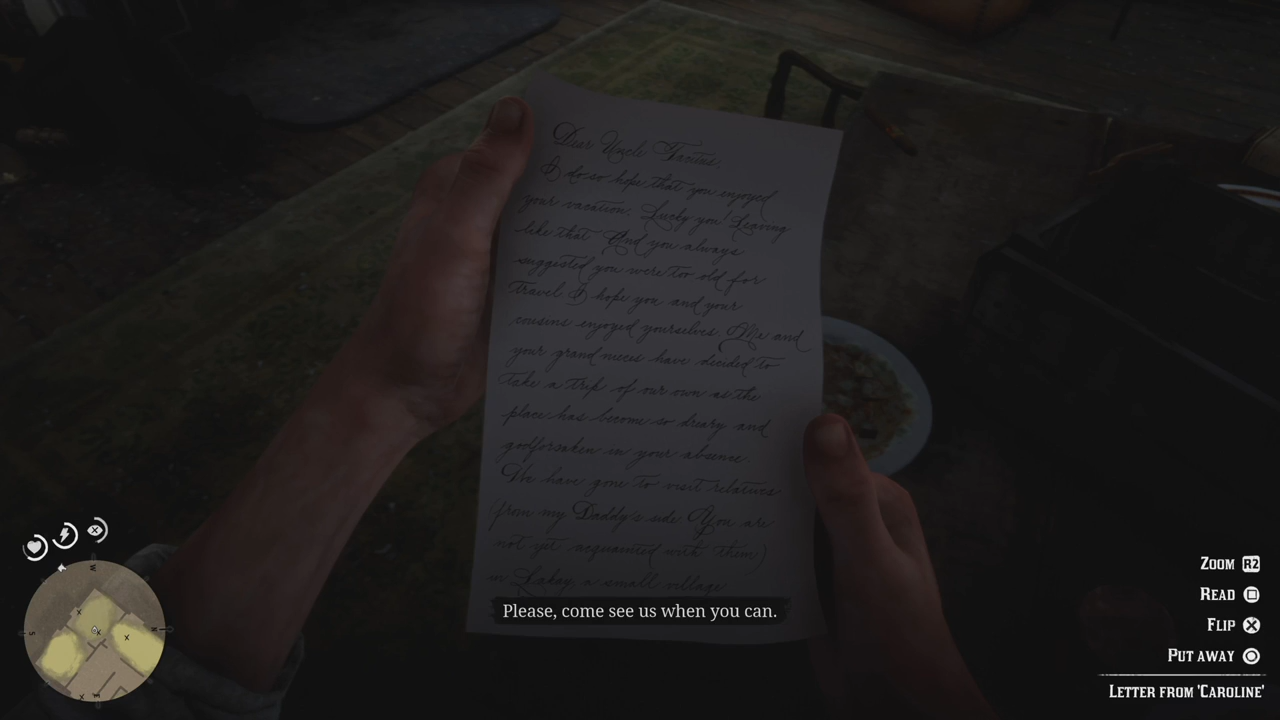 Dear Uncle Tacitus.
I do so hope that you enjoyed
your vacation. Lucky you! Leaving
like that. And you always
suggested you were too old for
travel. I hope you and your
cousins enjoyed yourselves. Me and
your grand nieces have decided to
take a trip of our own as the
place has become so dreary and
godforsaken in your absence.
We have gone to visit relatives
(from my Daddy's side. You are
not yet acquainted with them)
in Lakay, a small village
Please, come see us when you can.
ZOOM R2
READ
FLIP
PUT AWAY
LETTER FROM 'CAROLINE'